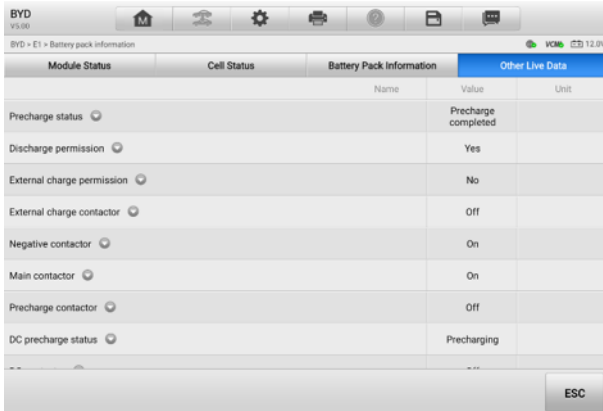 BYD
V5.00
BYD > E1 > Battery pack information
VCMI 12.0V
Module Status Cell Status Battery Pack Information Other Live Data
Name Value Unit
Precharge status Precharge completed
Discharge permission Yes
External charge permission No
External charge contactor Off
Negative contactor On
Main contactor On
Precharge contactor Off
DC precharge status Precharging
ESC